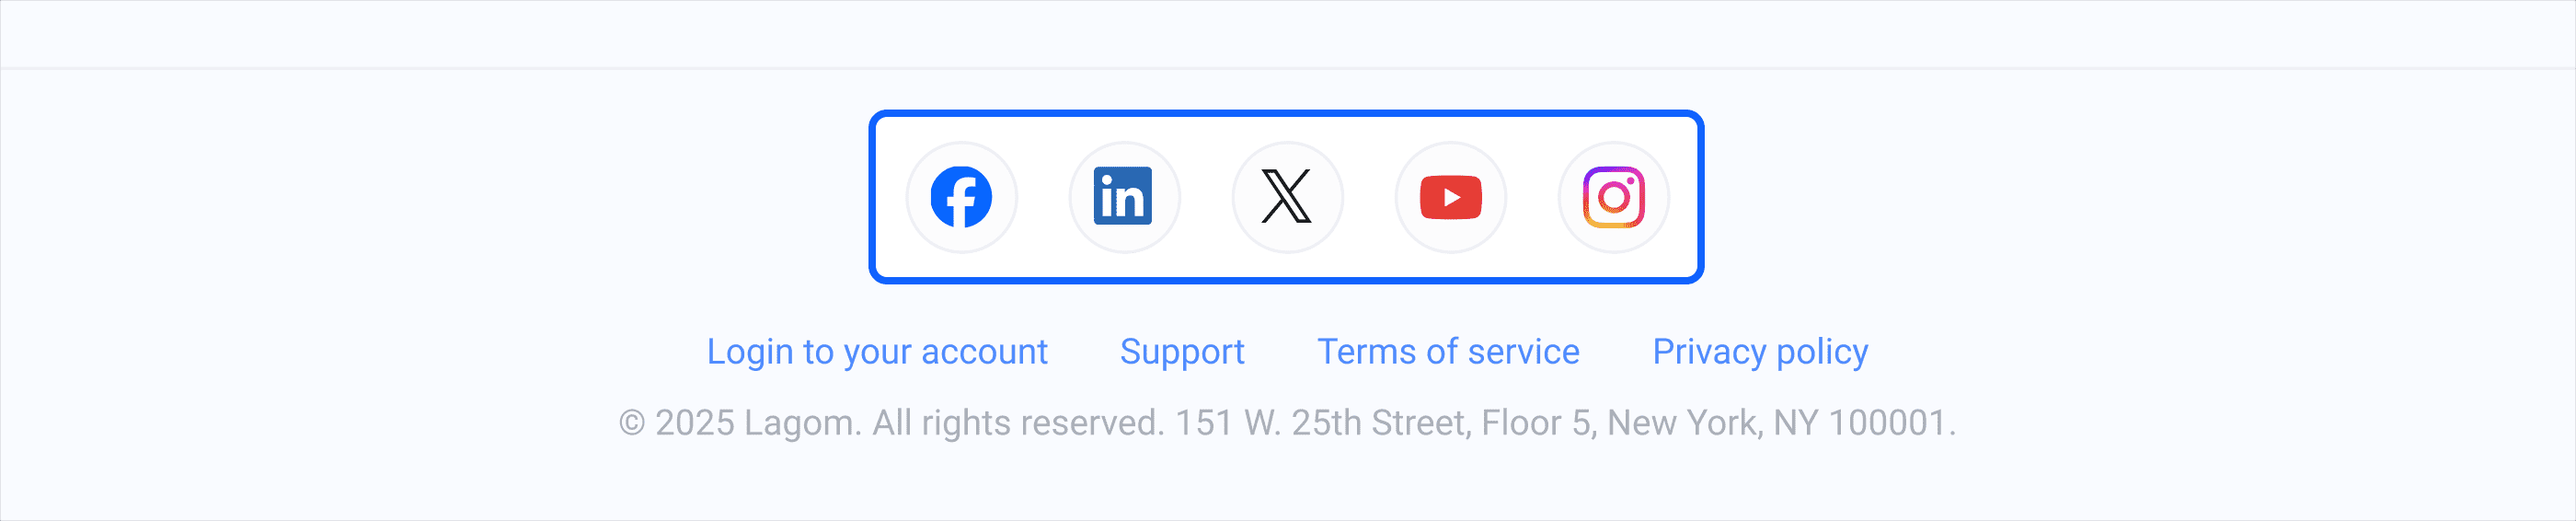 in
Login to your account Support Terms of service Privacy policy
© 2025 Lagom. All rights reserved. 151 W. 25th Street, Floor 5, New York, NY 100001.